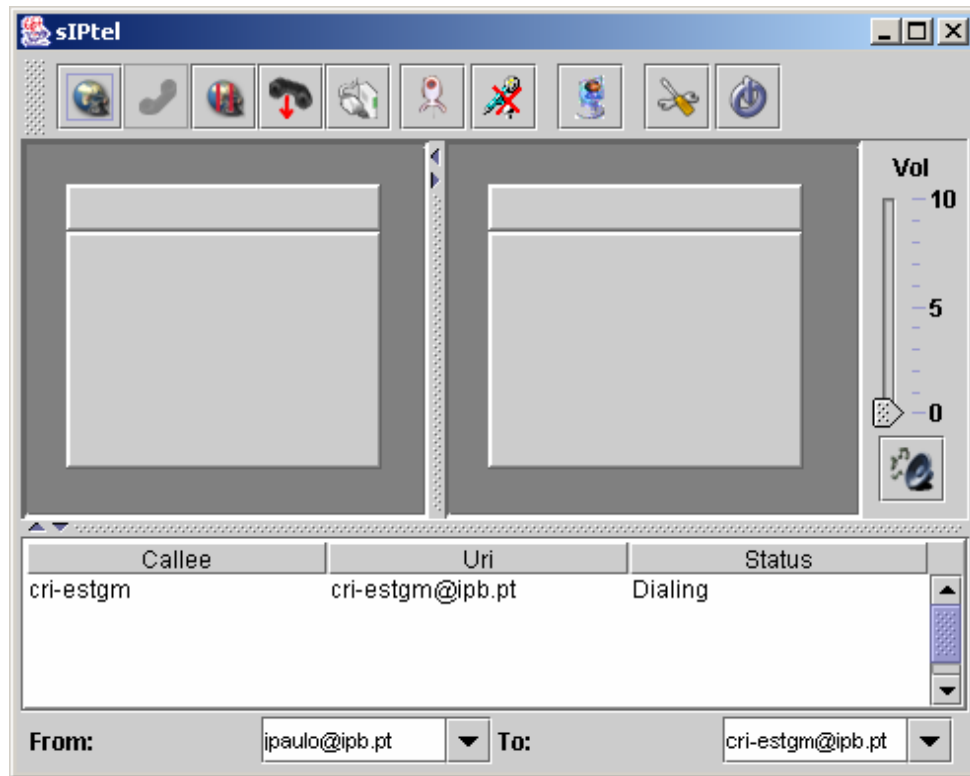 sIPtel
Vol
10
5
0
Callee Uri Status
cri-estgm cri-estgm@ipb.pt Dialing
From: jpaulo@ipb.pt To: cri-estgm@ipb.pt